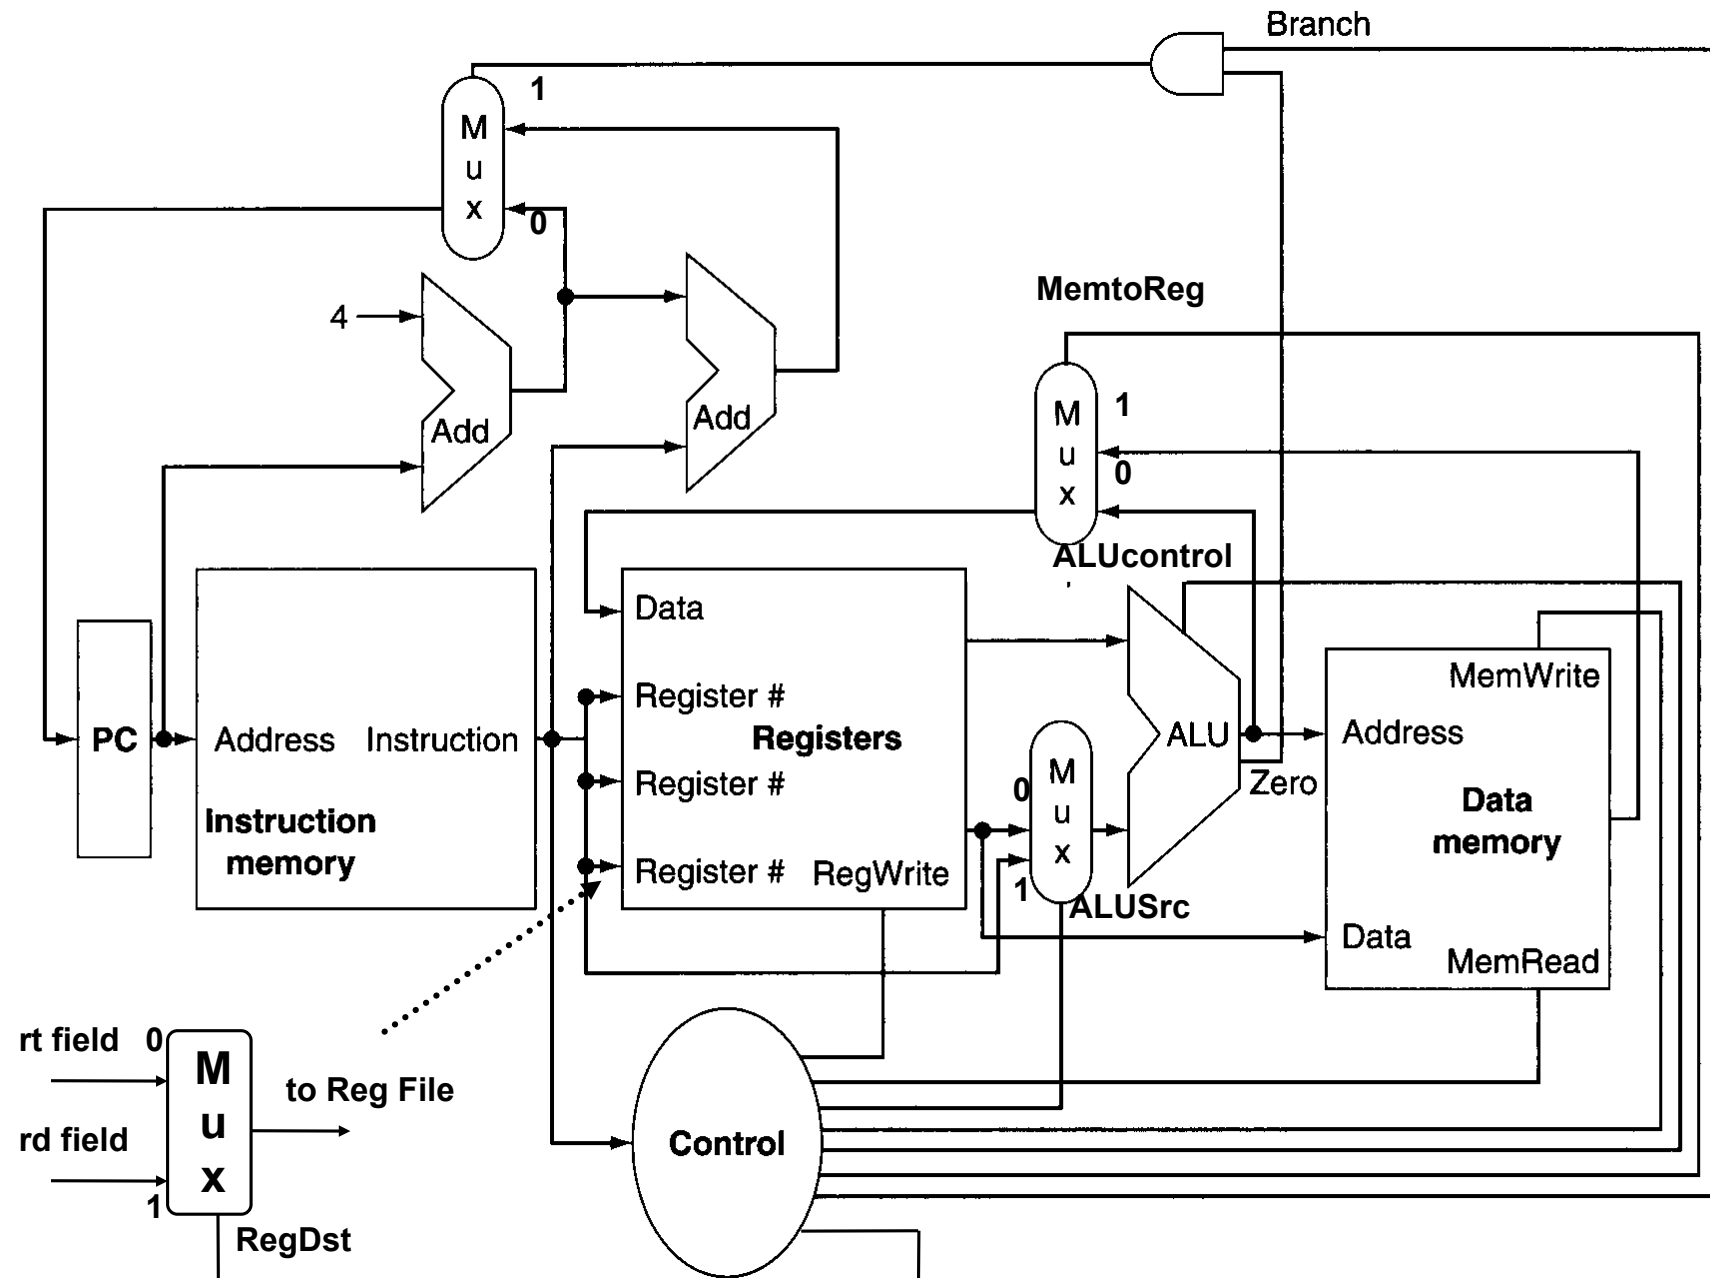 Branch
1
M
u
x
0
MemtoReg
4
Add
Add
M
u
x
1
0
ALUcontrol
Data
Register #
Register #
Register #
Registers
RegWrite
PC
Address
Instruction
Instruction
memory
M
u
x
0
1
ALUSrc
ALU
Zero
MemWrite
Address
Data
memory
Data
MemRead
rt field
0
rd field
1
M
u
x
to Reg File
RegDst
Control